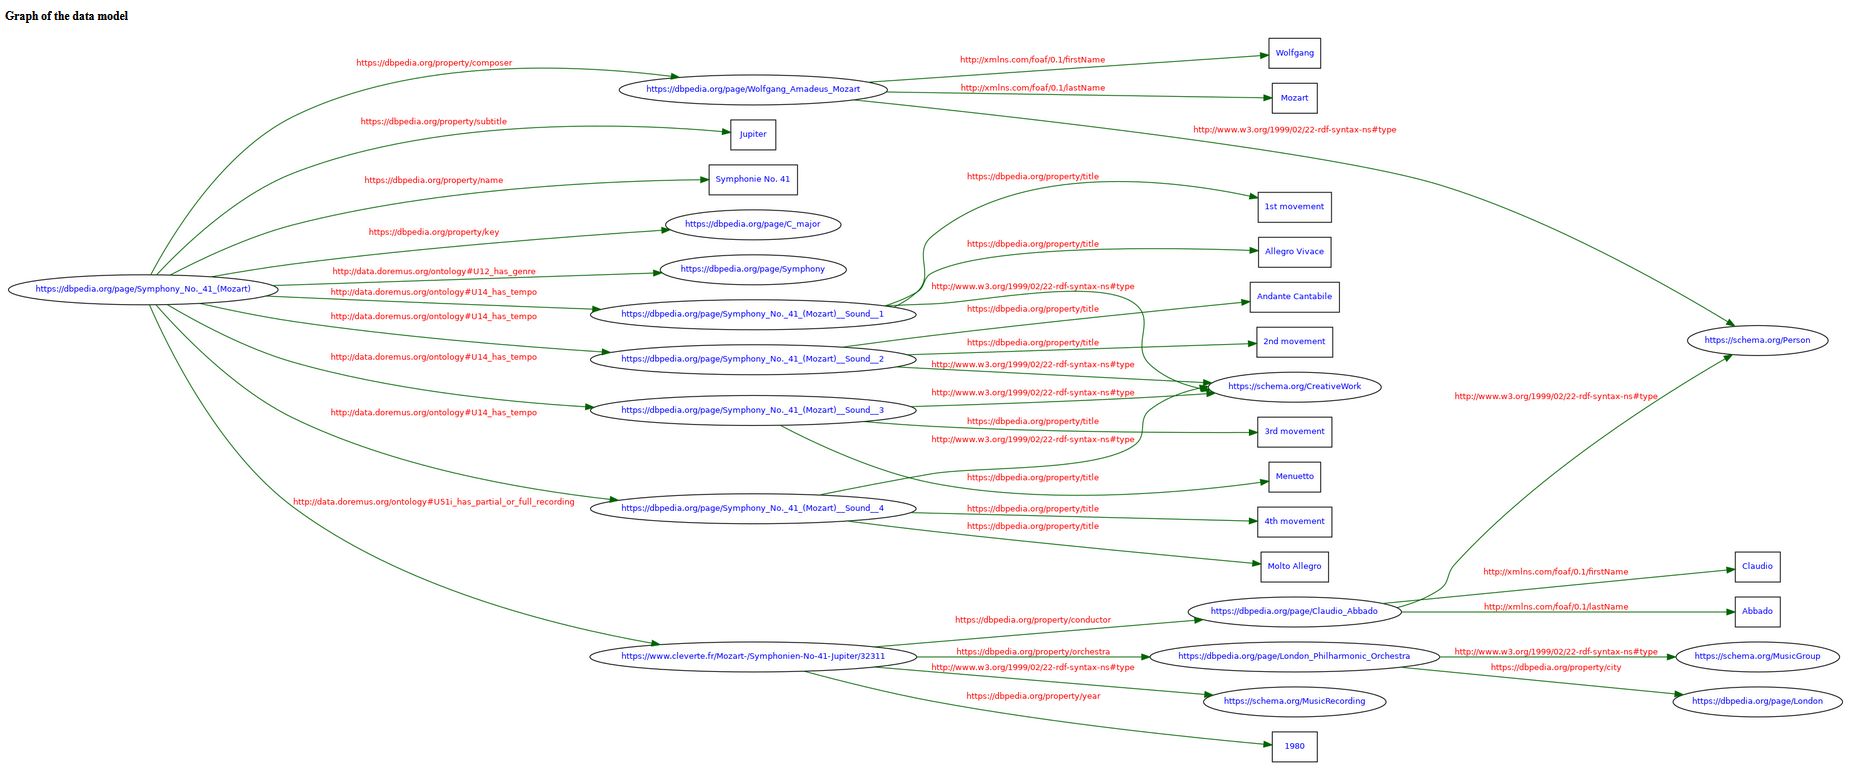 Graph of the data model
https://dbpedia.org/property/composer
http://xmlns.com/foaf/0.1/firstName
Wolfgang
https://dbpedia.org/page/Wolfgang_Amadeus_Mozart
http://xmlns.com/foaf/0.1/lastName
Mozart
https://dbpedia.org/property/subtitle
Jupiter
http://www.w3.org/1999/02/22-rdf-syntax-ns#type
https://dbpedia.org/property/name
Symphonie No. 41
https://dbpedia.org/property/title
1st movement
https://dbpedia.org/property/key
https://dbpedia.org/page/C_major
https://dbpedia.org/property/title
Allegro Vivace
http://data.doremus.org/ontology#U12_has_genre
https://dbpedia.org/page/Symphony
https://dbpedia.org/page/Symphony_No._41_(Mozart)
http://data.doremus.org/ontology#U14_has_tempo
http://www.w3.org/1999/02/22-rdf-syntax-ns#type
Andante Cantabile
https://dbpedia.org/page/Symphony_No._41_(Mozart)__Sound__1
http://data.doremus.org/ontology#U14_has_tempo
https://dbpedia.org/property/title
https://dbpedia.org/property/title
2nd movement
https://schema.org/Person
http://data.doremus.org/ontology#U14_has_tempo
https://dbpedia.org/page/Symphony_No._41_(Mozart)__Sound__2
http://www.w3.org/1999/02/22-rdf-syntax-ns#type
https://schema.org/CreativeWork
http://www.w3.org/1999/02/22-rdf-syntax-ns#type
http://www.w3.org/1999/02/22-rdf-syntax-ns#type
http://data.doremus.org/ontology#U14_has_tempo
https://dbpedia.org/page/Symphony_No._41_(Mozart)__Sound__3
https://dbpedia.org/property/title
3rd movement
http://www.w3.org/1999/02/22-rdf-syntax-ns#type
https://dbpedia.org/property/title
Menuetto
http://data.doremus.org/ontology#U51i_has_partial_or_full_recording
https://dbpedia.org/page/Symphony_No._41_(Mozart)__Sound__4
https://dbpedia.org/property/title
4th movement
https://dbpedia.org/property/title
Molto Allegro
http://xmlns.com/foaf/0.1/firstName
Claudio
https://dbpedia.org/property/conductor
https://dbpedia.org/page/Claudio_Abbado
http://xmlns.com/foaf/0.1/lastName
Abbado
https://www.cleverte.fr/Mozart-/Symphonien-No-41-Jupiter/32311
https://dbpedia.org/property/orchestra
https://dbpedia.org/page/London_Philharmonic_Orchestra
http://www.w3.org/1999/02/22-rdf-syntax-ns#type
https://schema.org/MusicGroup
http://www.w3.org/1999/02/22-rdf-syntax-ns#type
https://dbpedia.org/property/city
https://dbpedia.org/property/year
https://schema.org/MusicRecording
https://dbpedia.org/page/London
1980